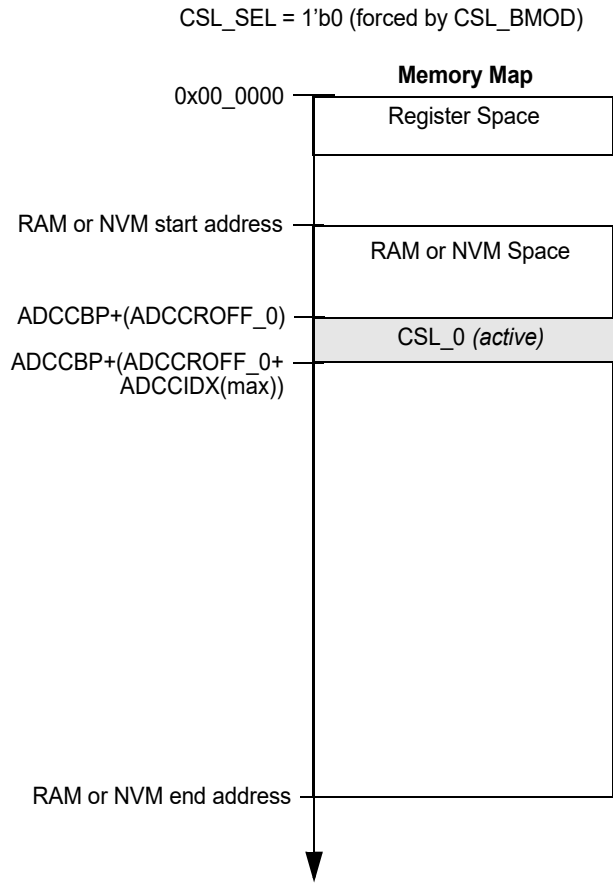 CSL_SEL = 1'b0 (forced by CSL_BMOD)
Memory Map
0x00_0000
Register Space
RAM or NVM start address
RAM or NVM Space
ADCCBP+(ADCCROFF_0)
CSL_0 (active)
ADCCBP+(ADCCROFF_0+
ADCCIDX(max))
RAM or NVM end address